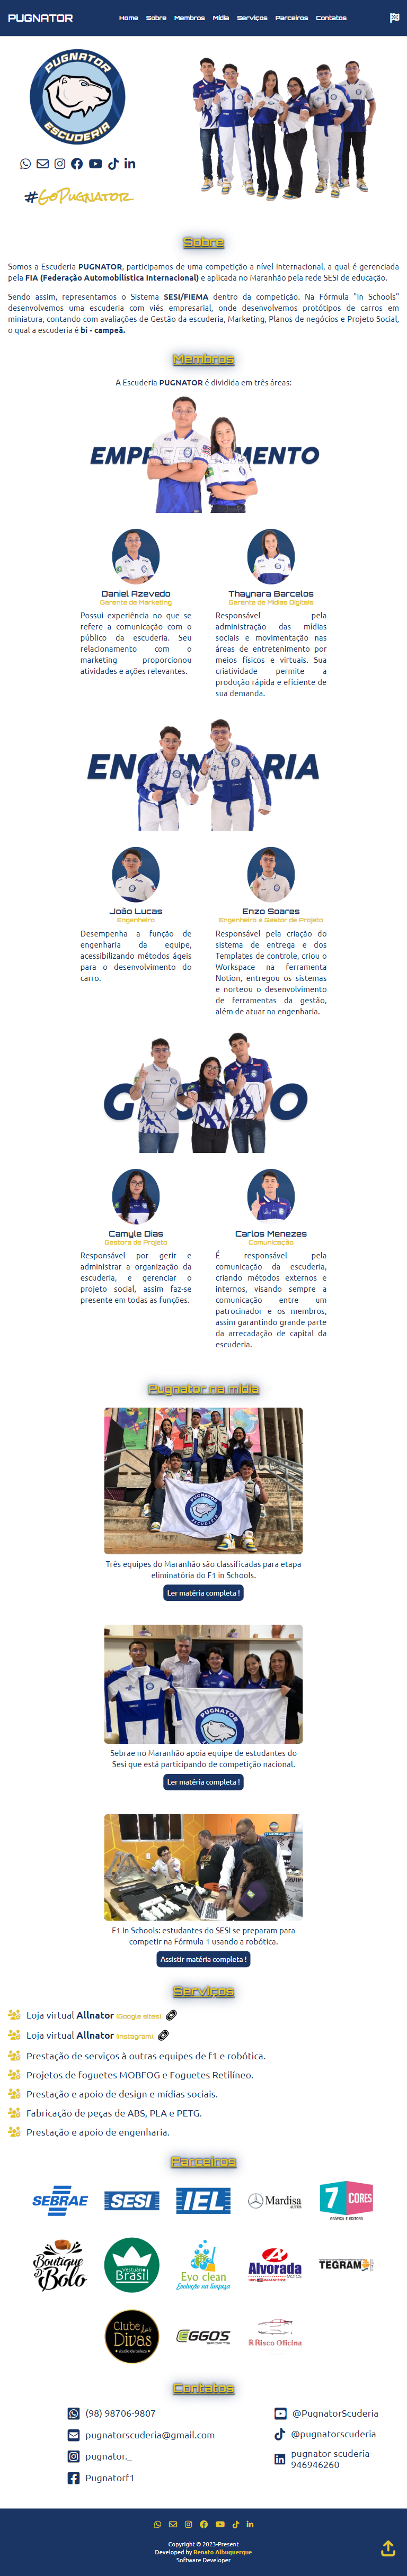 PUGNATOR
Home Sobre Membros Mídia Serviços Parceiros Contatos
PUGNATOR
ESCUDERIA
#GoPugnator
Sobre
Somos a Escuderia PUGNATOR, participamos de uma competição a nível internacional, a qual é gerenciada
pela FIA (Federação Automobilística Internacional) e aplicada no Maranhão pela rede SESI de educação.
Sendo assim, representamos o Sistema SESI/FIEMA dentro da competição. Na Fórmula "In Schools"
desenvolvemos uma escuderia com viés empresarial, onde desenvolvemos protótipos de carros em
miniatura, contando com avaliações de Gestão da escuderia, Marketing, Planos de negócios e Projeto Social,
o qual a escuderia é bi - campeã.
Membros
A Escuderia PUGNATOR é dividida em três áreas:
Daniel Azevedo
Gerente de Marketing
Possui experiência no que se
refere a comunicação com o
público da escuderia. Seu
relacionamento com o
marketing proporcionou
atividades e ações relevantes.
Thaynara Barcelos
Gerente de Mídias Digitais
Responsável pela
administração das mídias
sociais e movimentação nas
áreas de entretenimento por
meios físicos e virtuais. Sua
criatividade permite a
produção rápida e eficiente de
sua demanda.
João Lucas
Engenheiro
Desempenha a função de
engenharia da equipe,
acessibilizando métodos ágeis
para o desenvolvimento do
carro.
Enzo Soares
Engenheiro e Gestor de Projeto
Responsável pela criação do
sistema de entrega e dos
Templates de controle, criou o
Workspace na ferramenta
Notion, entregou os sistemas
e norteou o desenvolvimento
de ferramentas da gestão,
além de atuar na engenharia.
Camyle Dias
Gestora de Projeto
Responsável por gerir e
administrar a organização da
escuderia, e gerenciar o
projeto social, assim faz-se
presente em todas as funções.
Carlos Menezes
Comunicação
É responsável pela
comunicação da escuderia,
criando métodos externos e
internos, visando sempre a
comunicação entre um
patrocinador e os membros,
assim garantindo grande parte
da arrecadação de capital da
escuderia.
Pugnator na mídia
PUGNATOR
Três equipes do Maranhão são classificadas para etapa
eliminatória do F1 in Schools.
Ler matéria completa !
PUGNATOR
Sebrae no Maranhão apoia equipe de estudantes do
Sesi que está participando de competição nacional.
Ler matéria completa !
F1 In Schools: estudantes do SESI se preparam para
competir na Fórmula 1 usando a robótica.
Assistir matéria completa !
Serviços
Loja virtual Allnator (Google sites).
Loja virtual Allnator (Instagram).
Prestação de serviços à outras equipes de f1 e robótica.
Projetos de foguetes MOBFOG e Foguetes Retilíneo.
Prestação e apoio de design e mídias sociais.
Fabricação de peças de ABS, PLA e PETG.
Prestação e apoio de engenharia.
Parceiros
SEBRAE
SESI
IEL
Mardisa
7 CORES
GRÁFICA E EDITORA
Boutique do Bolo
Brasil
Evo clean
Evolução na limpeza
Alvorada
MOTOS
TEGRAM
Clube das Divas
EGGOS
SPORTS
R Risco Oficina
Contatos
(98) 98706-9807
pugnatorscuderia@gmail.com
pugnator._
Pugnatorf1
@PugnatorScuderia
@pugnatorscuderia
pugnator-scuderia-
946946260
Copyright © 2023-Present
Developed by Renato Albuquerque
Software Developer